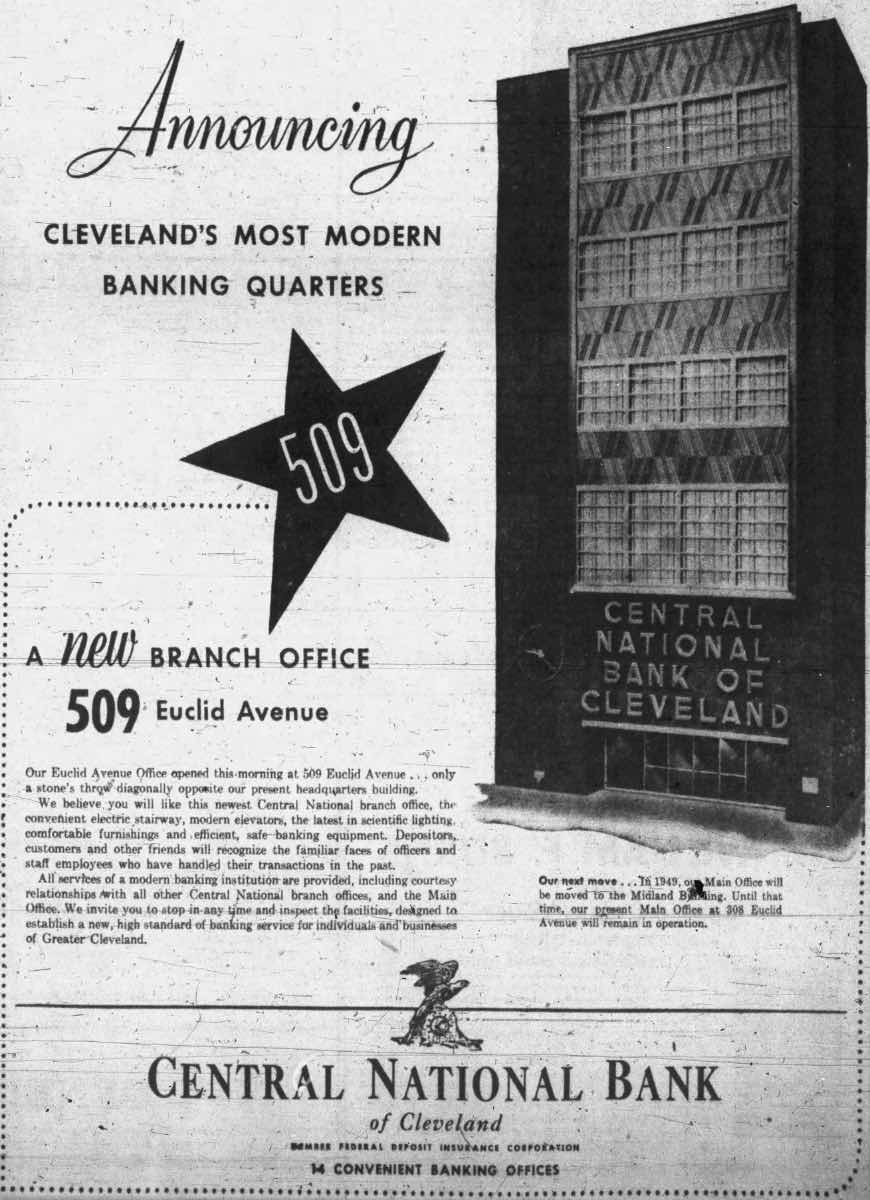 Announcing
CLEVELAND'S MOST MODERN
BANKING QUARTERS
509
A new BRANCH OFFICE
509 Euclid Avenue
Our Euclid Avenue Office opened this morning at 509 Euclid Avenue . . . only
a stone's throw diagonally opposite our present headquarters building.
We believe you will like this newest Central National branch office, the
convenient electric stairway, modern elevators, the latest in scientific lighting,
comfortable furnishings and efficient, safe banking equipment. Depositors,
customers and other friends will recognize the familiar faces of officers and
staff employees who have handled their transactions in the past.
All services of a modern banking institution are provided, including courtesy
relationships with all other Central National branch offices, and the Main
Office. We invite you to stop in any time and inspect the facilities, designed to
establish a new, high standard of banking service for individuals and businesses
of Greater Cleveland.
CENTRAL
NATIONAL
BANK OF
CLEVELAND
Our next move . . . In 1949, our Main Office will
be moved to the Midland Building. Until that
time, our present Main Office at 308 Euclid
Avenue will remain in operation.
CENTRAL NATIONAL BANK
of Cleveland
MEMBER FEDERAL DEPOSIT INSURANCE CORPORATION
14 CONVENIENT BANKING OFFICES